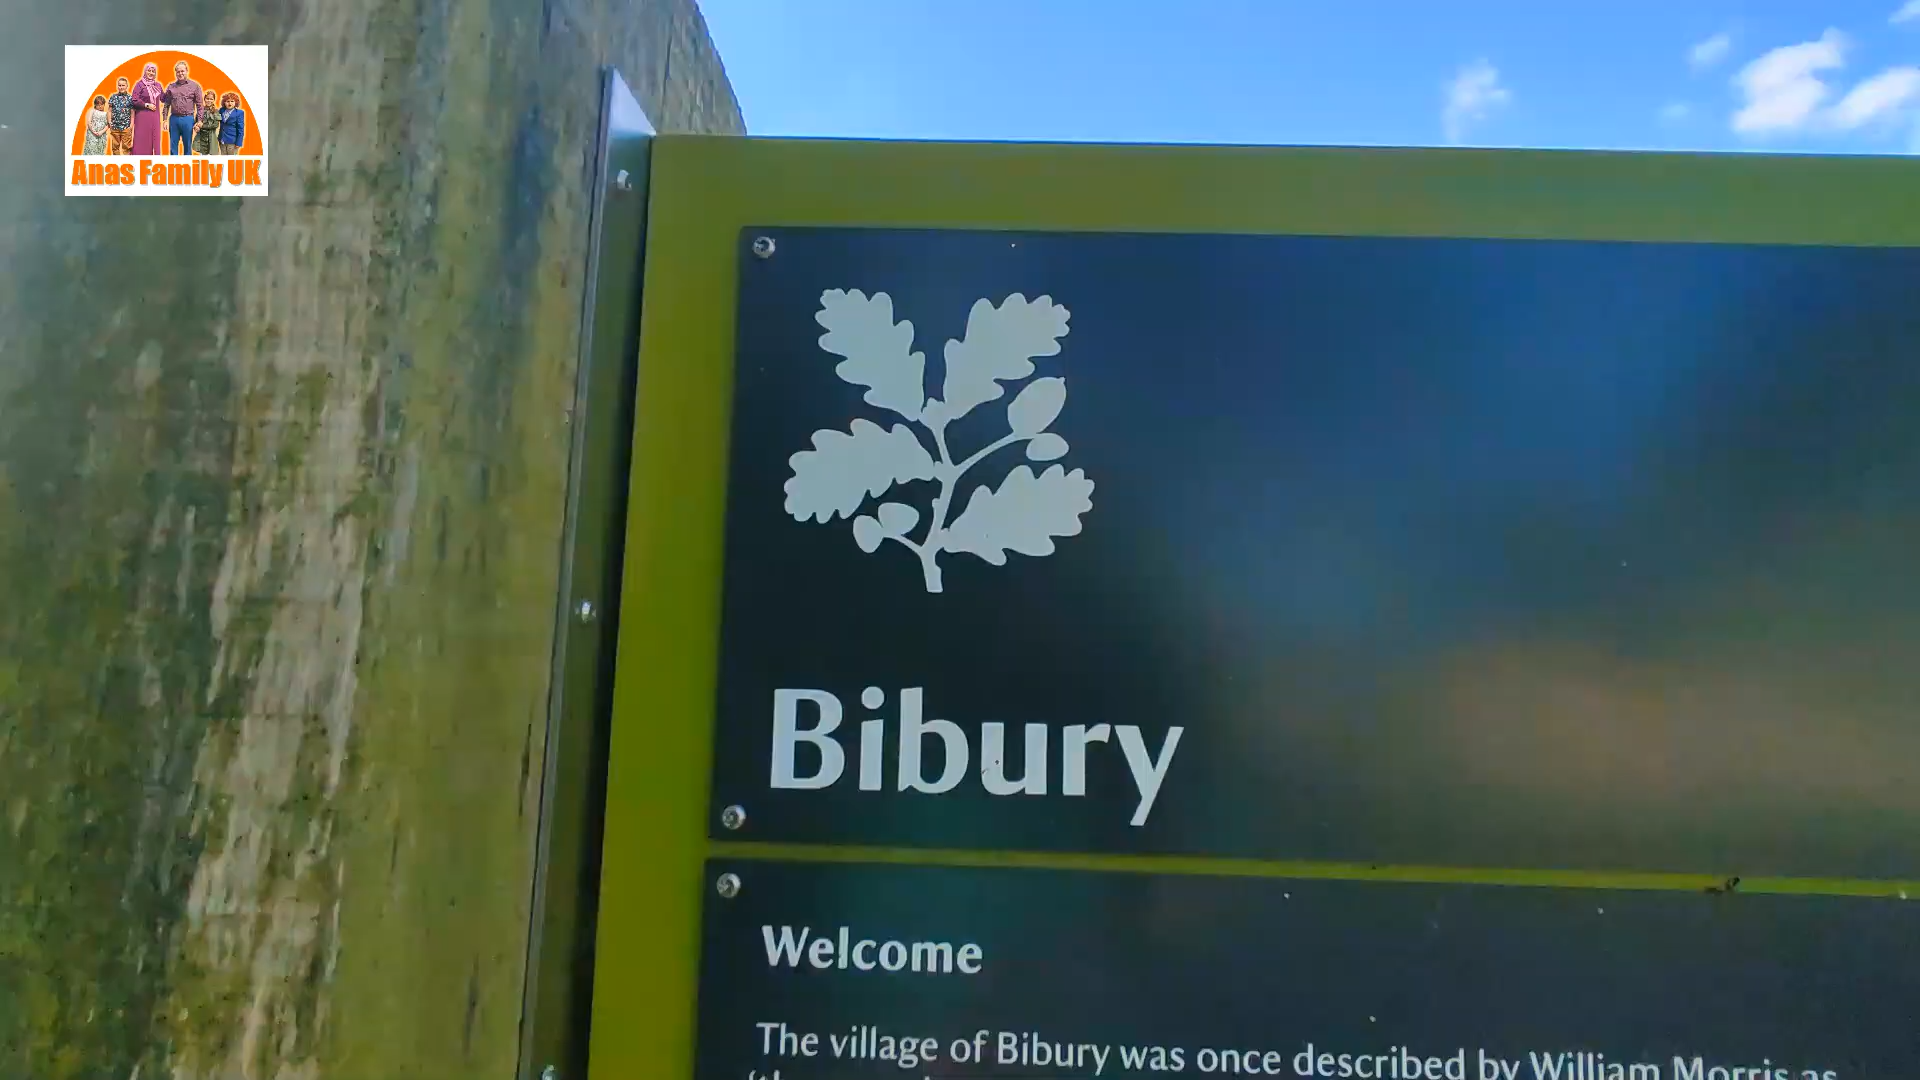 Anas Family UK
Bibury
Welcome
The village of Bibury was once described by William Morris as